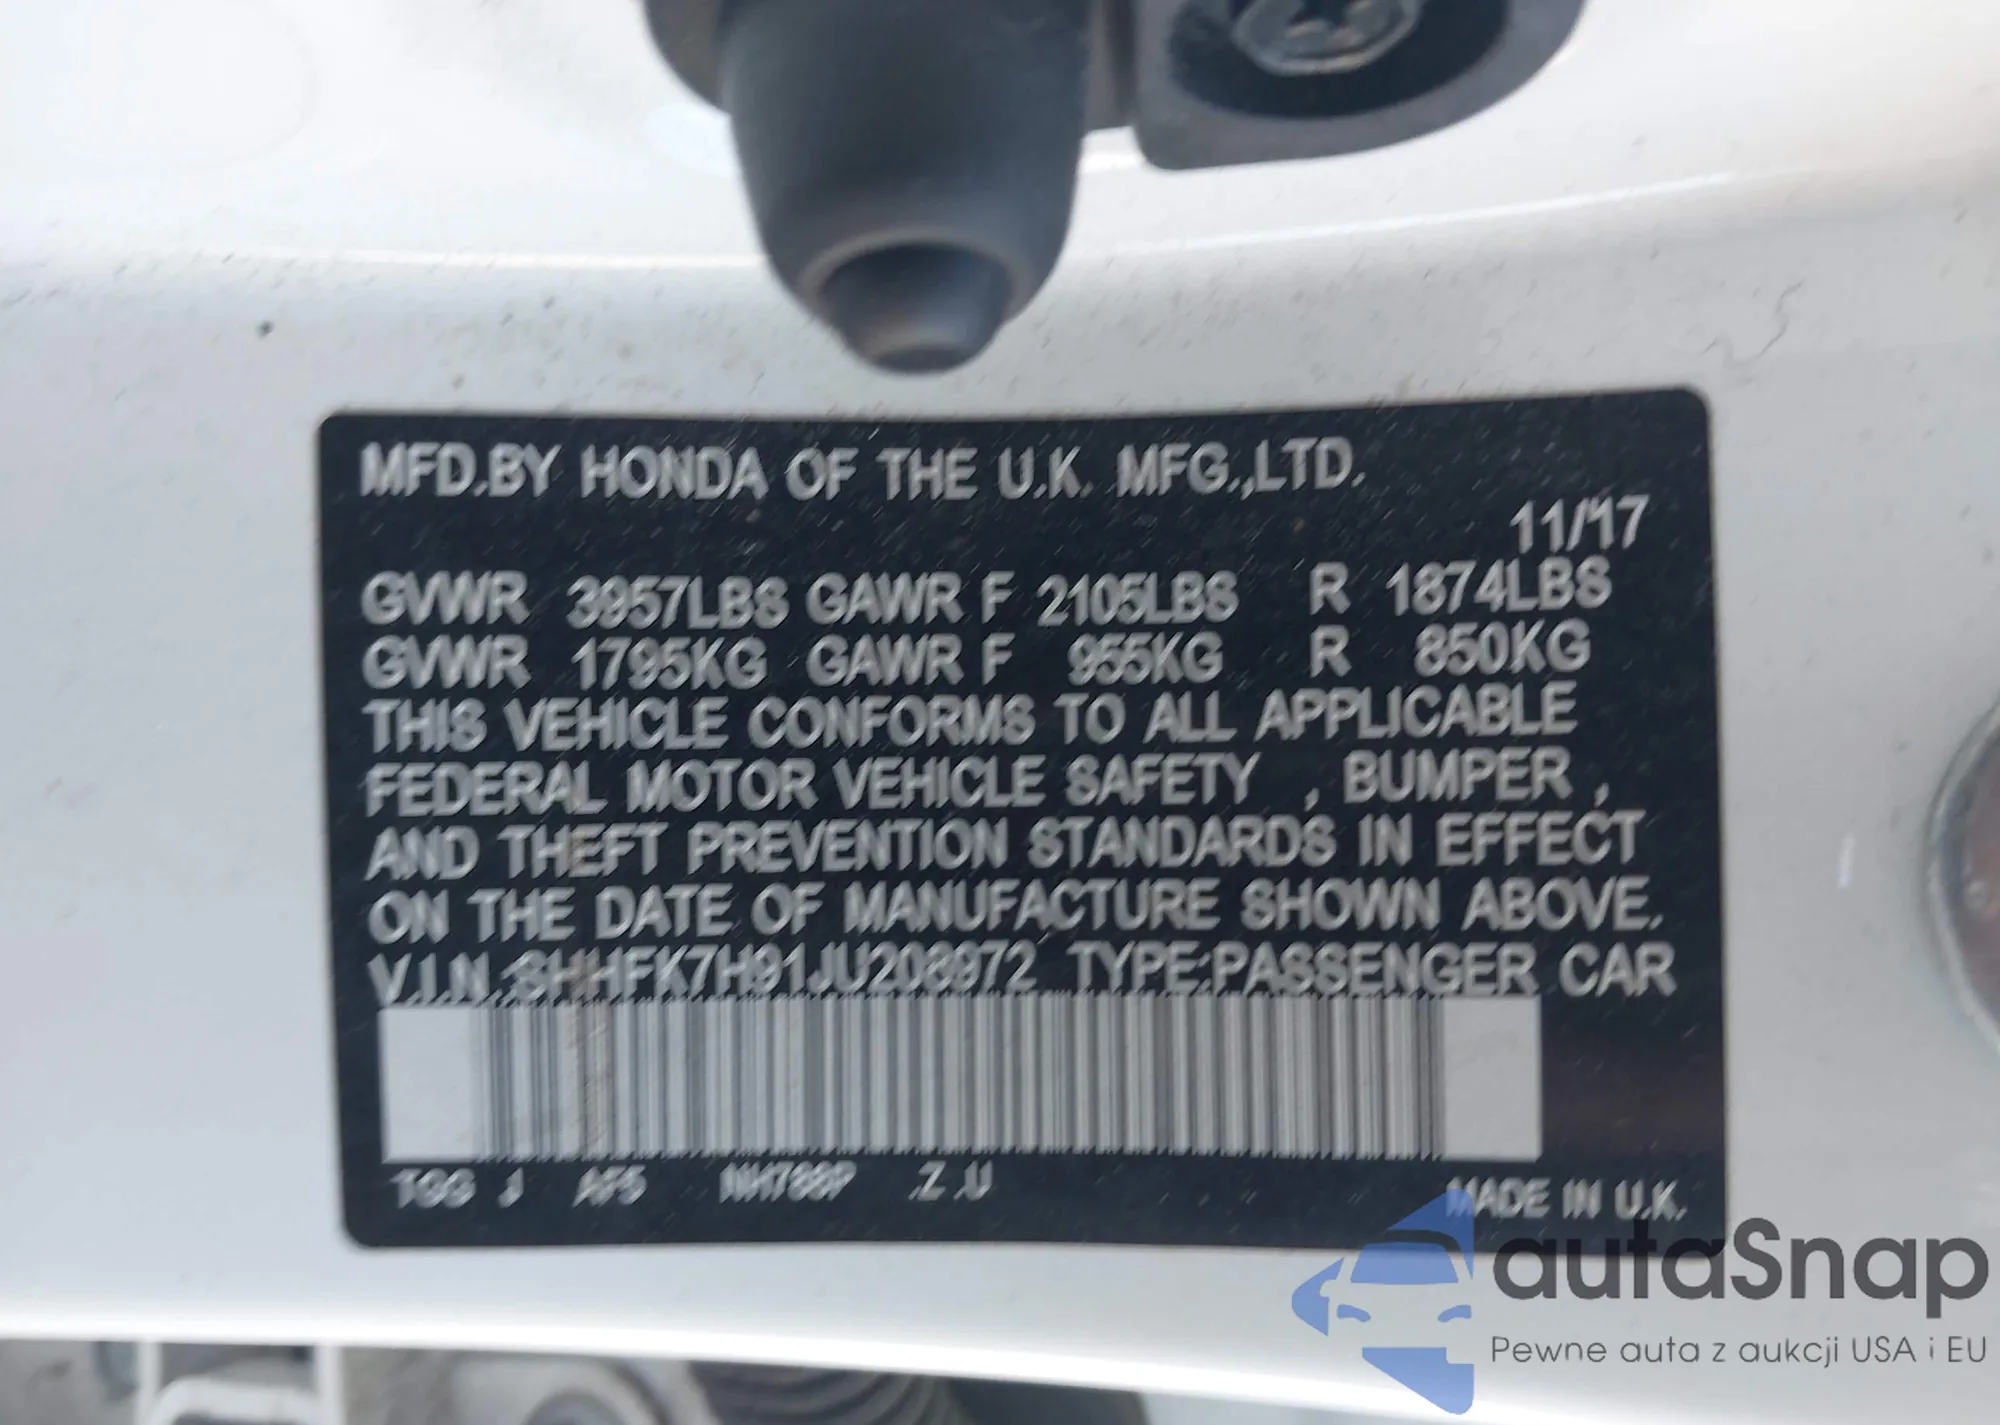 MFD.BY HONDA OF THE U.K. MFG.,LTD.
11/'17
GVWR 3957LBS GAWR F 2105LBS R 1874LBS
GVWR 1795KG GAWR F 955KG R 850KG
THIS VEHICLE CONFORMS TO ALL APPLICABLE
FEDERAL MOTOR VEHICLE SAFETY , BUMPER ,
AND THEFT PREVENTION STANDARDS IN EFFECT
ON THE DATE OF MANUFACTURE SHOWN ABOVE.
V.I.N.:SHHFK7H91JU208972 TYPE:PASSENGER CAR
TGG J AF5 NH788P .Z .U
MADE IN U.K.
autaSnap
Pewne auta z aukcji USA i EU